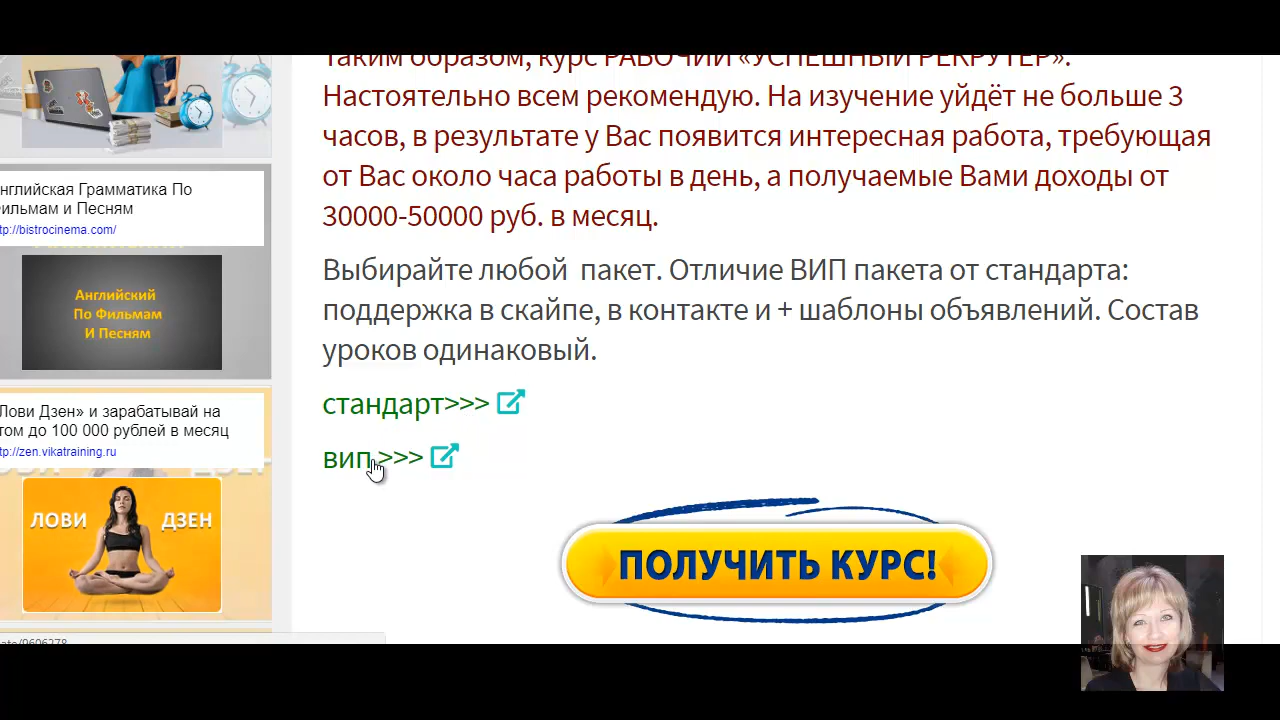 Таким образом, курс РАБОЧИЙ «УСПЕШНЫЙ РЕКРУТЕР».
Настоятельно всем рекомендую. На изучение уйдёт не больше 3
часов, в результате у Вас появится интересная работа, требующая
от Вас около часа работы в день, а получаемые Вами доходы от
30000-50000 руб. в месяц.
Выбирайте любой пакет. Отличие ВИП пакета от стандарта:
поддержка в скайпе, в контакте и + шаблоны объявлений. Состав
уроков одинаковый.
стандарт>>>
вип>>>
ПОЛУЧИТЬ КУРС!
нглийская Грамматика По
ильмам и Песням
tp://bistrocinema.com/
Английский
По Фильмам
И Песням
Лови Дзен» и зарабатывай на
том до 100 000 рублей в месяц
tp://zen.vikatraining.ru
ЛОВИ ДЗЕН